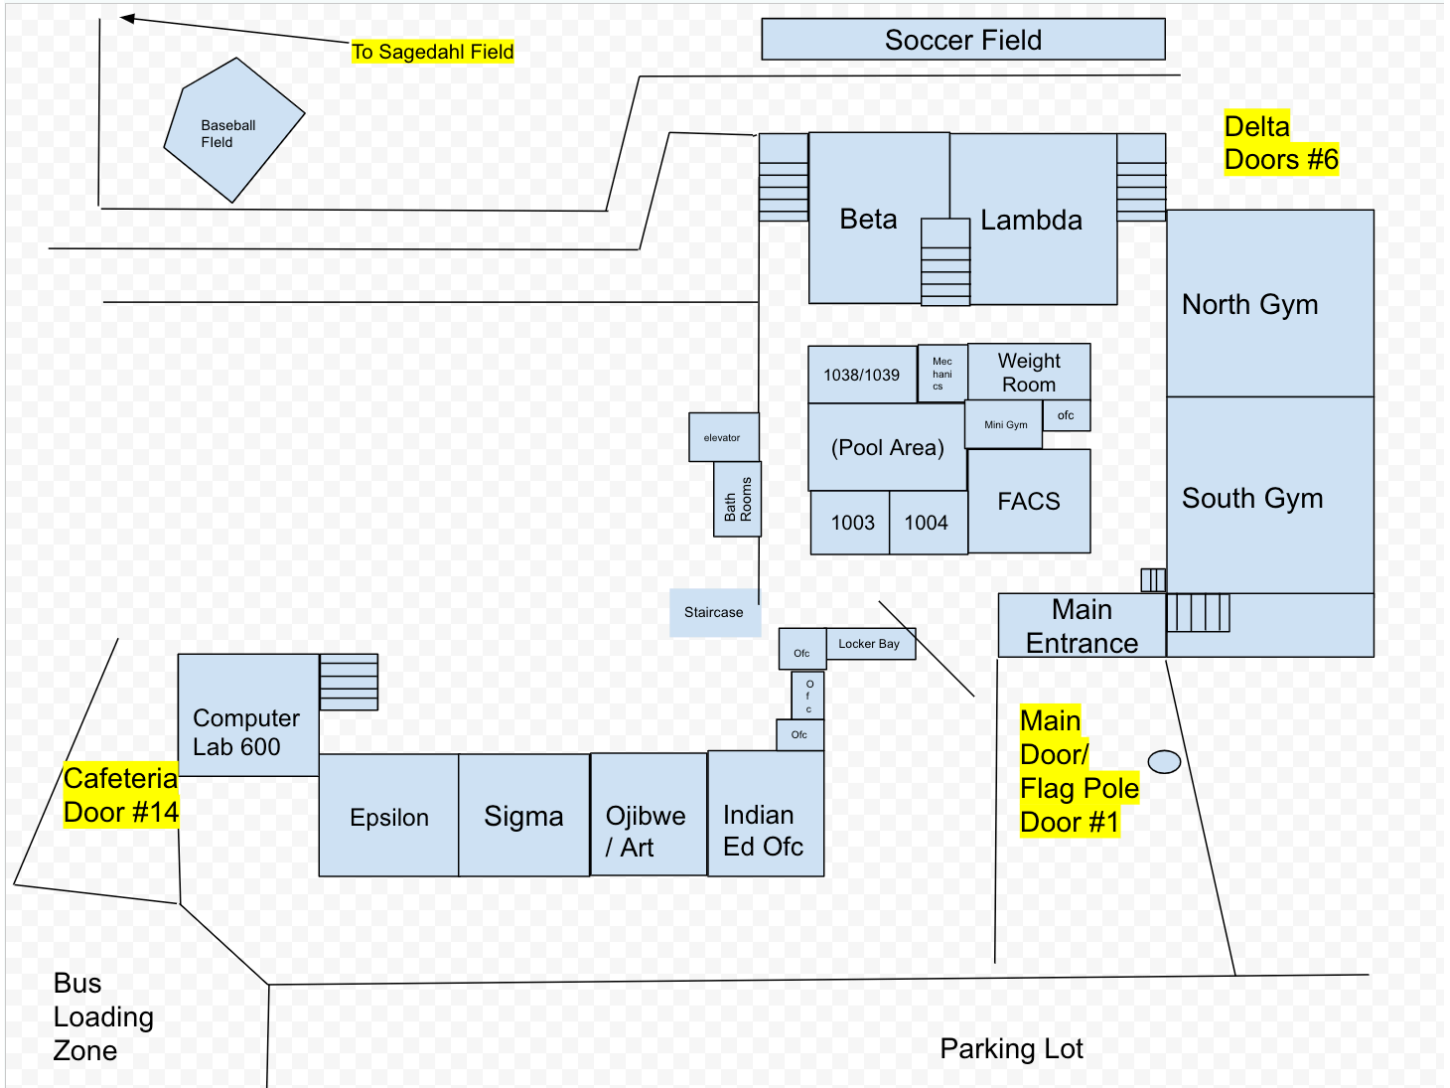 To Sagedahl Field
Soccer Field
Baseball
FIeld
Delta
Doors #6
Beta
Lambda
North Gym
1038/1039
Mec
hani
cs
Weight
Room
Mini Gym
ofc
elevator
(Pool Area)
Bath
Rooms
1003
1004
FACS
South Gym
Staircase
Main
Entrance
Ofc
Locker Bay
O
f
c
Ofc
Computer
Lab 600
Cafeteria
Door #14
Epsilon
Sigma
Ojibwe
/ Art
Indian
Ed Ofc
Main
Door/
Flag Pole
Door #1
Bus
Loading
Zone
Parking Lot